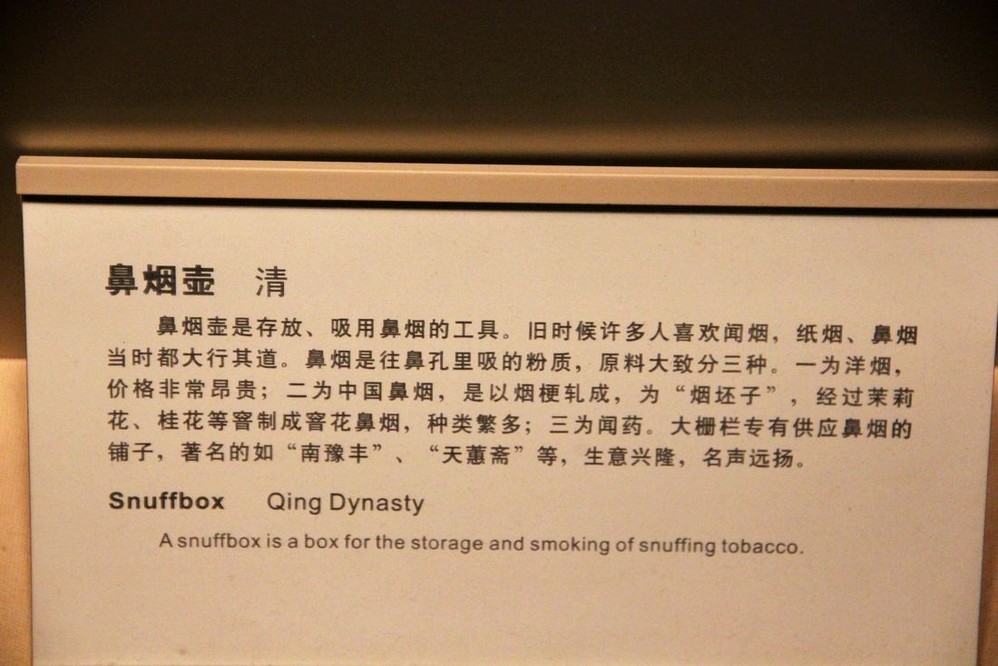 鼻烟壶 清
鼻烟壶是存放、吸用鼻烟的工具。旧时候许多人喜欢闻烟，纸烟、鼻烟
当时都大行其道。鼻烟是往鼻孔里吸的粉质，原料大致分三种。一为洋烟，
价格非常昂贵；二为中国鼻烟，是以烟梗轧成，为“烟坯子”，经过茉莉
花、桂花等窨制成窨花鼻烟，种类繁多；三为闻药。大栅栏专有供应鼻烟的
铺子，著名的如“南豫丰”、“天蕙斋”等，生意兴隆，名声远扬。
Snuffbox Qing Dynasty
A snuffbox is a box for the storage and smoking of snuffing tobacco.